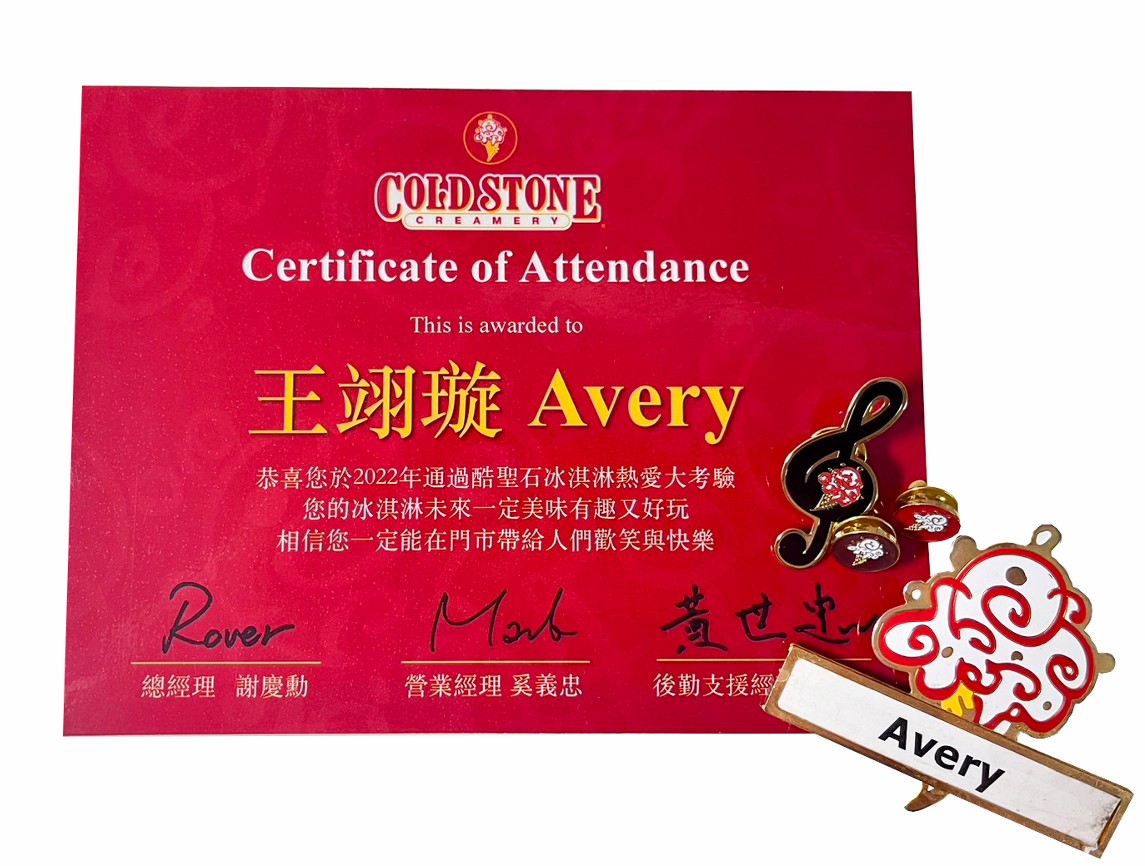 COLD STONE
CREAMERY
Certificate of Attendance
This is awarded to
王翊璇 Avery
恭喜您於2022年通過酷聖石冰淇淋熱愛大考驗
您的冰淇淋未來一定美味有趣又好玩
相信您一定能在門市帶給人們歡笑與快樂
Rover
黃世忠
總經理 謝慶勳
營業經理 奚義忠
後勤支援經
Avery